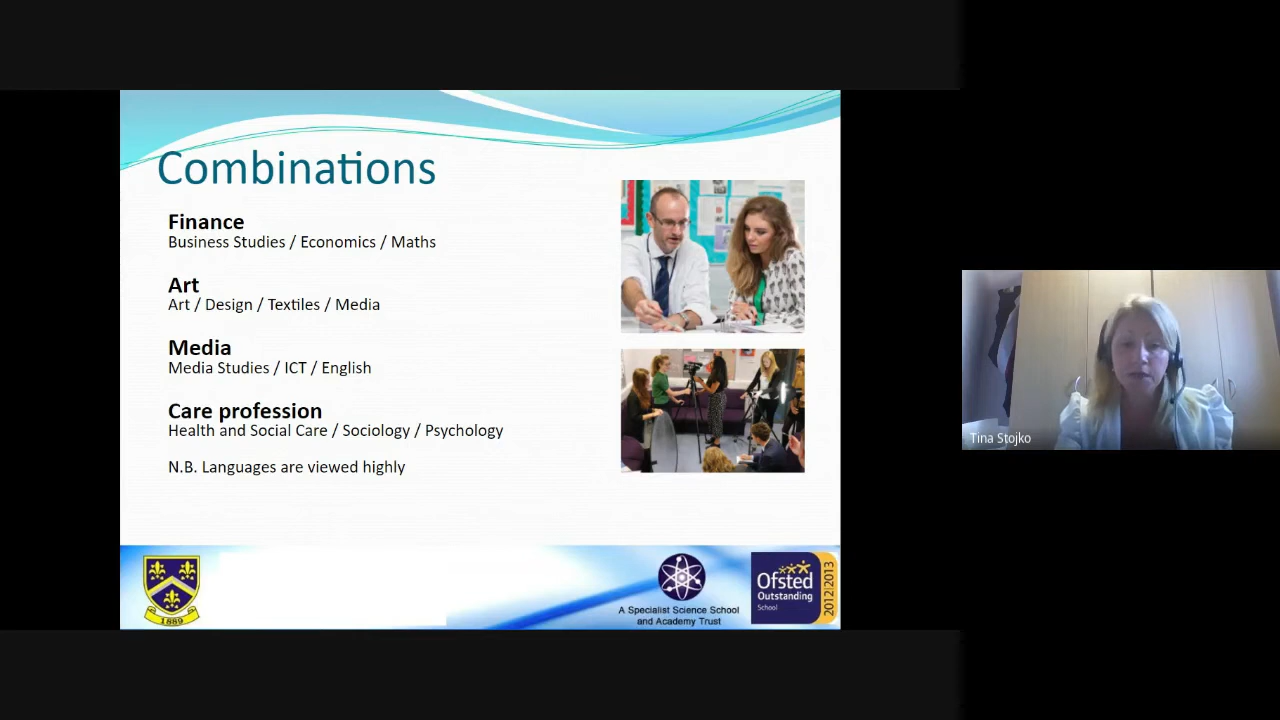 Combinations
Finance
Business Studies / Economics / Maths
Art
Art / Design / Textiles / Media
Media
Media Studies / ICT / English
Care profession
Health and Social Care / Sociology / Psychology
N.B. Languages are viewed highly
1889
A Specialist Science School
and Academy Trust
Ofsted
Outstanding
School
2012|2013
Tina Stojko